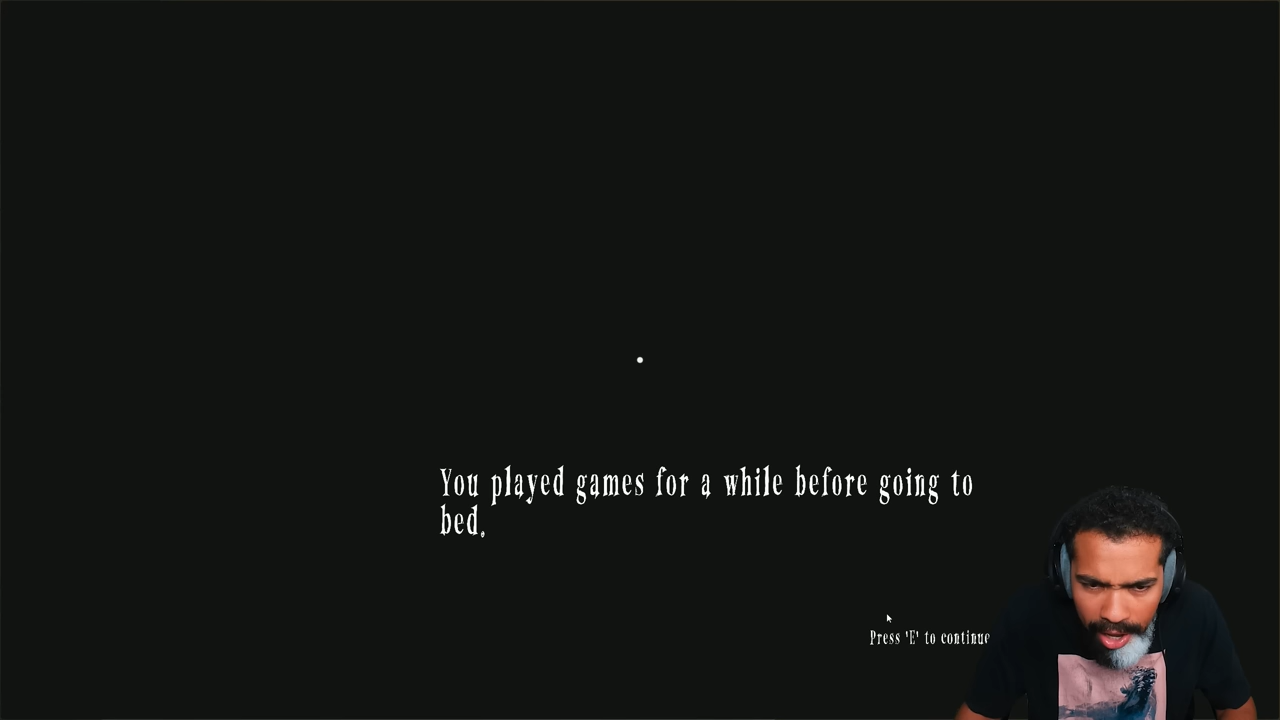 You played games for a while before going to
bed.
Press 'E' to continue